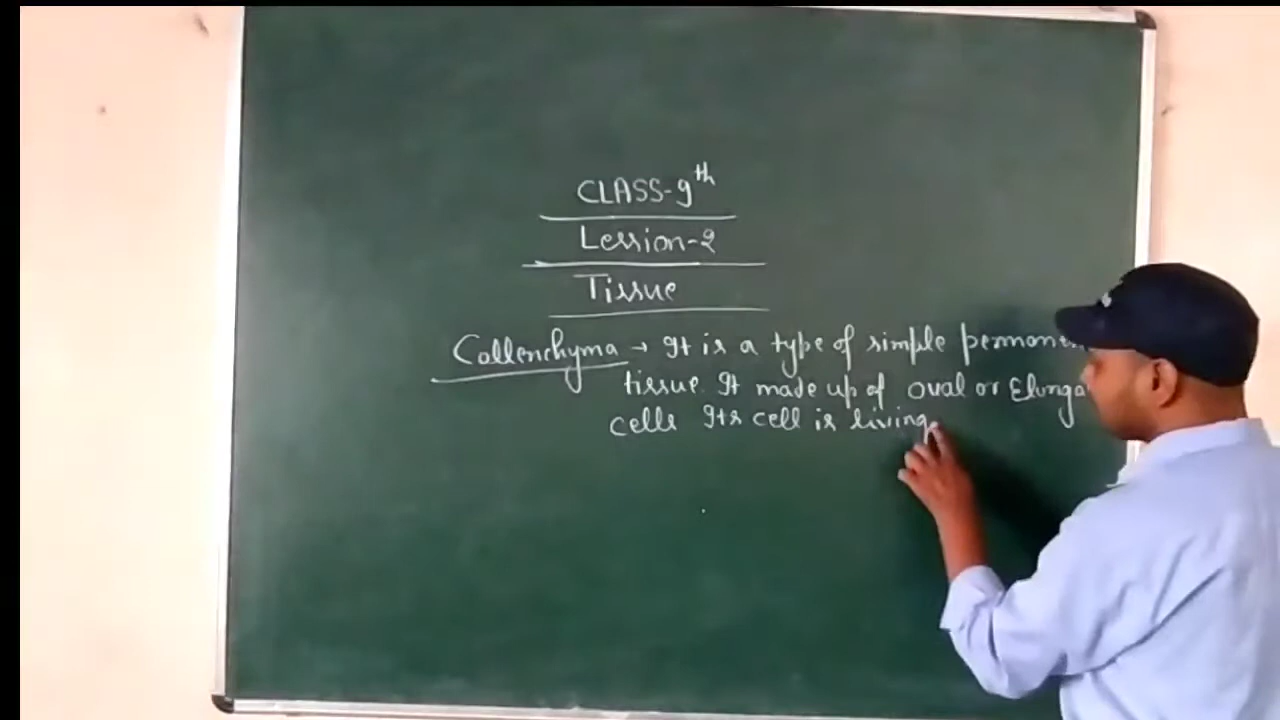 CLASS-9th
Lession-2
Tissue
Collenchyma → It is a type of simple
tissue. It made up of oval or
cells Its cell is living.